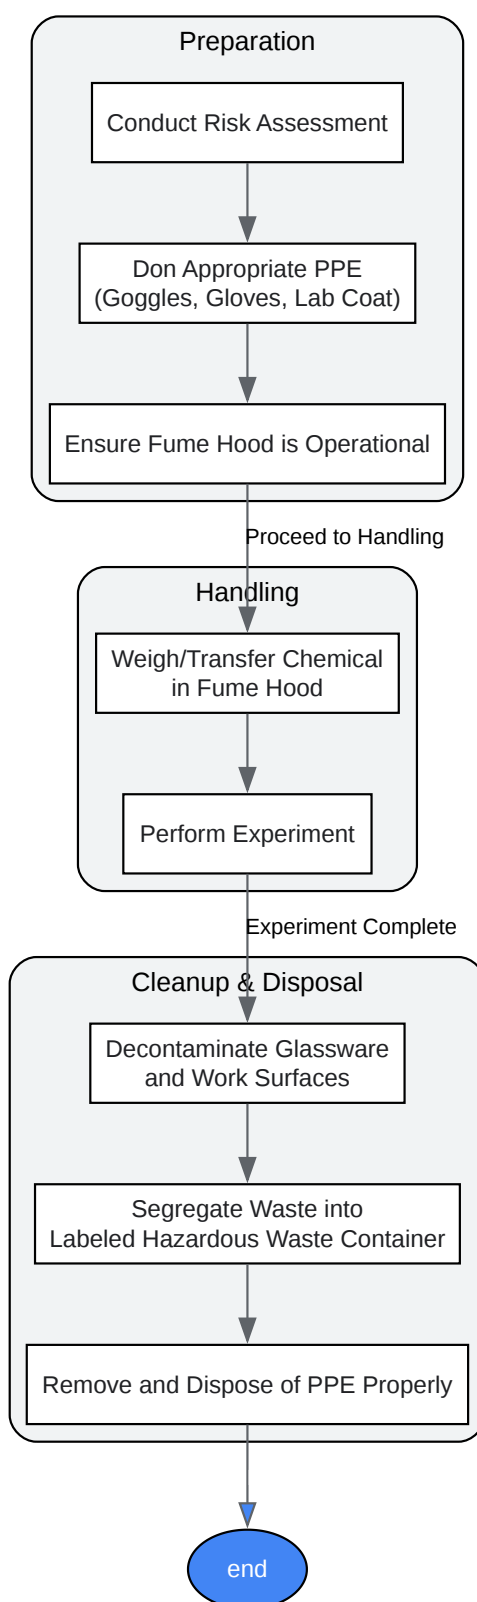 Preparation
Conduct Risk Assessment
Don Appropriate PPE
(Goggles, Gloves, Lab Coat)
Ensure Fume Hood is Operational
Proceed to Handling
Handling
Weigh/Transfer Chemical
in Fume Hood
Perform Experiment
Experiment Complete
Cleanup & Disposal
Decontaminate Glassware
and Work Surfaces
Segregate Waste into
Labeled Hazardous Waste Container
Remove and Dispose of PPE Properly
end